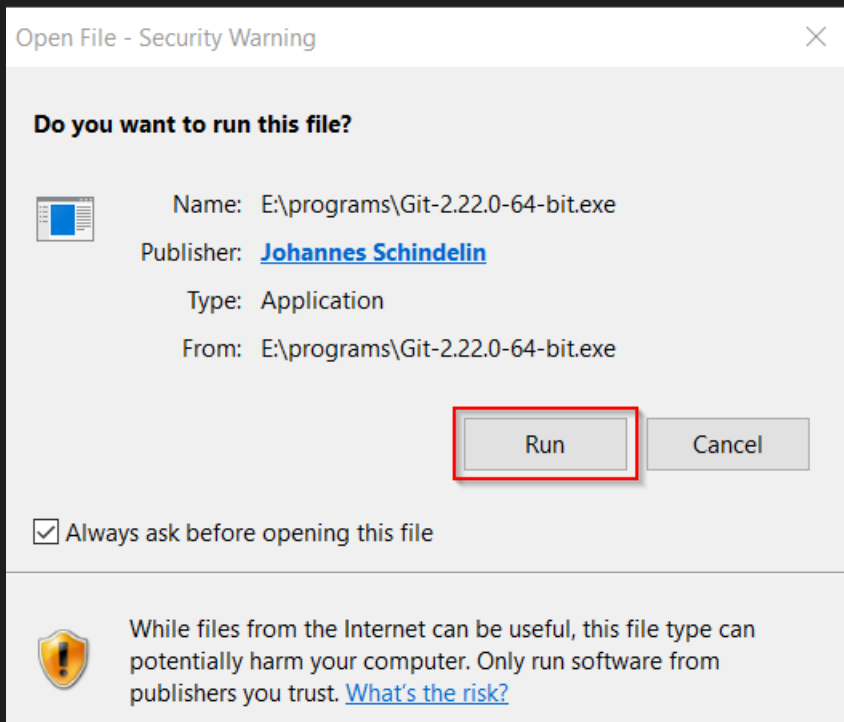 Open File - Security Warning
Do you want to run this file?
Name: E:\programs\Git-2.22.0-64-bit.exe
Publisher: Johannes Schindelin
Type: Application
From: E:\programs\Git-2.22.0-64-bit.exe
Run Cancel
Always ask before opening this file
While files from the Internet can be useful, this file type can
potentially harm your computer. Only run software from
publishers you trust. What's the risk?